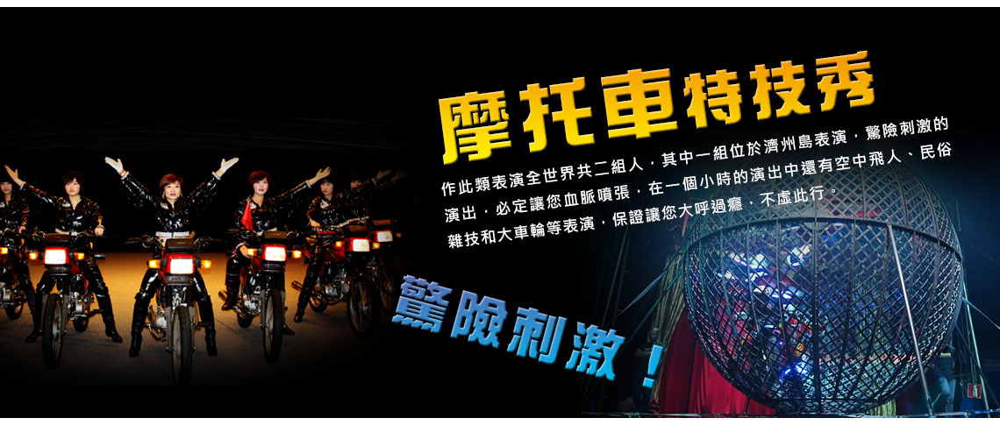 摩托車特技秀
作此類表演全世界共二組人，其中一組位於濟州島表演，驚險刺激的
演出，必定讓您血脈噴張，在一個小時的演出中還有空中飛人、民俗
雜技和大車輪等表演，保證讓您大呼過癮，不虛此行。
驚險刺激！